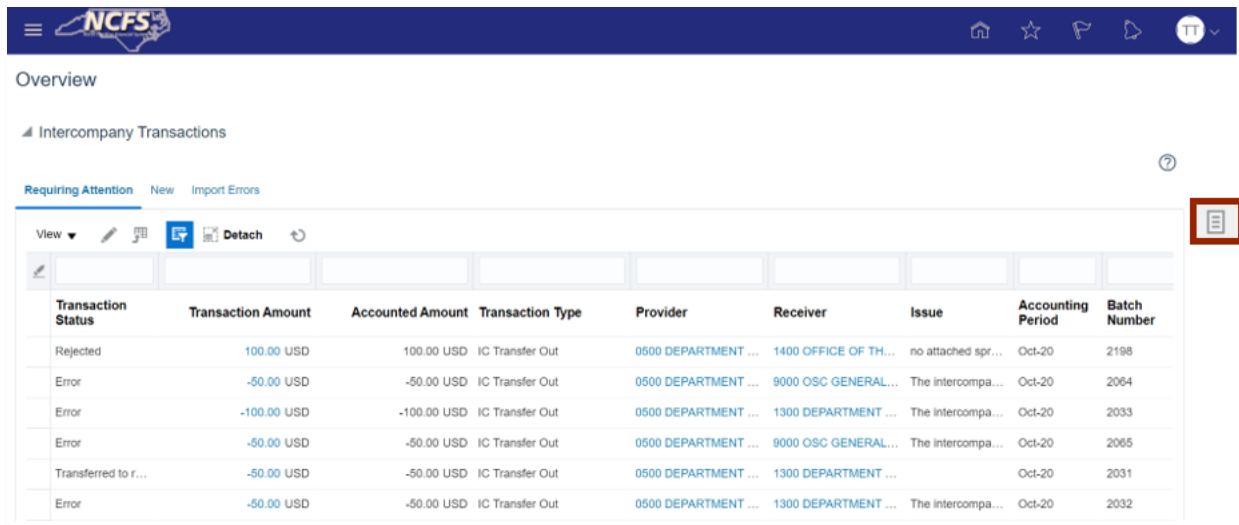 NCFS
TT
Overview
Intercompany Transactions
Requiring Attention New Import Errors
View Detach
Transaction Status Transaction Amount Accounted Amount Transaction Type Provider Receiver Issue Accounting Period Batch Number
Rejected 100.00 USD 100.00 USD IC Transfer Out 0500 DEPARTMENT ... 1400 OFFICE OF TH... no attached spr... Oct-20 2198
Error -50.00 USD -50.00 USD IC Transfer Out 0500 DEPARTMENT ... 9000 OSC GENERAL... The intercompa... Oct-20 2064
Error -100.00 USD -100.00 USD IC Transfer Out 0500 DEPARTMENT ... 1300 DEPARTMENT ... The intercompa... Oct-20 2033
Error -50.00 USD -50.00 USD IC Transfer Out 0500 DEPARTMENT ... 9000 OSC GENERAL... The intercompa... Oct-20 2065
Transferred to r... -50.00 USD -50.00 USD IC Transfer Out 0500 DEPARTMENT ... 1300 DEPARTMENT ... Oct-20 2031
Error -50.00 USD -50.00 USD IC Transfer Out 0500 DEPARTMENT ... 1300 DEPARTMENT ... The intercompa... Oct-20 2032